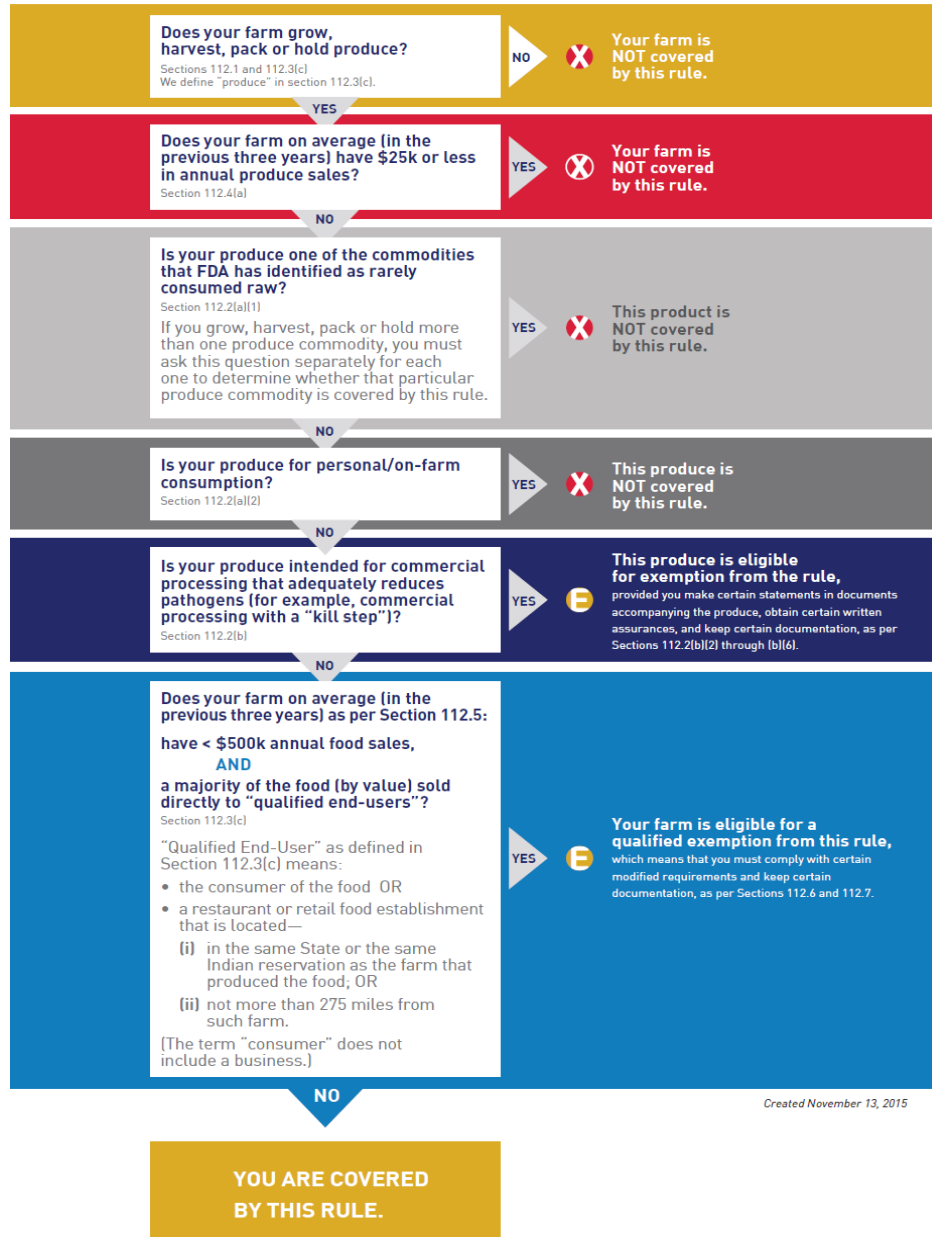 Does your farm grow,
harvest, pack or hold produce?
Sections 112.1 and 112.3(c)
We define “produce” in section 112.3(c).
NO
X
Your farm is
NOT covered
by this rule.
YES
Does your farm on average (in the
previous three years) have $25k or less
in annual produce sales?
Section 112.4(a)
YES
X
Your farm is
NOT covered
by this rule.
NO
Is your produce one of the commodities
that FDA has identified as rarely
consumed raw?
Section 112.2(a)(1)
If you grow, harvest, pack or hold more
than one produce commodity, you must
ask this question separately for each
one to determine whether that particular
produce commodity is covered by this rule.
YES
X
This product is
NOT covered
by this rule.
NO
Is your produce for personal/on-farm
consumption?
Section 112.2(a)(2)
YES
X
This produce is
NOT covered
by this rule.
NO
Is your produce intended for commercial
processing that adequately reduces
pathogens (for example, commercial
processing with a “kill step”)?
Section 112.2(b)
YES
E
This produce is eligible
for exemption from the rule,
provided you make certain statements in documents
accompanying the produce, obtain certain written
assurances, and keep certain documentation, as per
Sections 112.2(b)(2) through (b)(6).
NO
Does your farm on average (in the
previous three years) as per Section 112.5:
have < $500k annual food sales,
AND
a majority of the food (by value) sold
directly to “qualified end-users”?
Section 112.3(c)
“Qualified End-User” as defined in
Section 112.3(c) means:
• the consumer of the food OR
• a restaurant or retail food establishment
that is located—
(i) in the same State or the same
Indian reservation as the farm that
produced the food; OR
(ii) not more than 275 miles from
such farm.
(The term “consumer” does not
include a business.)
YES
E
Your farm is eligible for a
qualified exemption from this rule,
which means that you must comply with certain
modified requirements and keep certain
documentation, as per Sections 112.6 and 112.7.
NO
Created November 13, 2015
YOU ARE COVERED
BY THIS RULE.